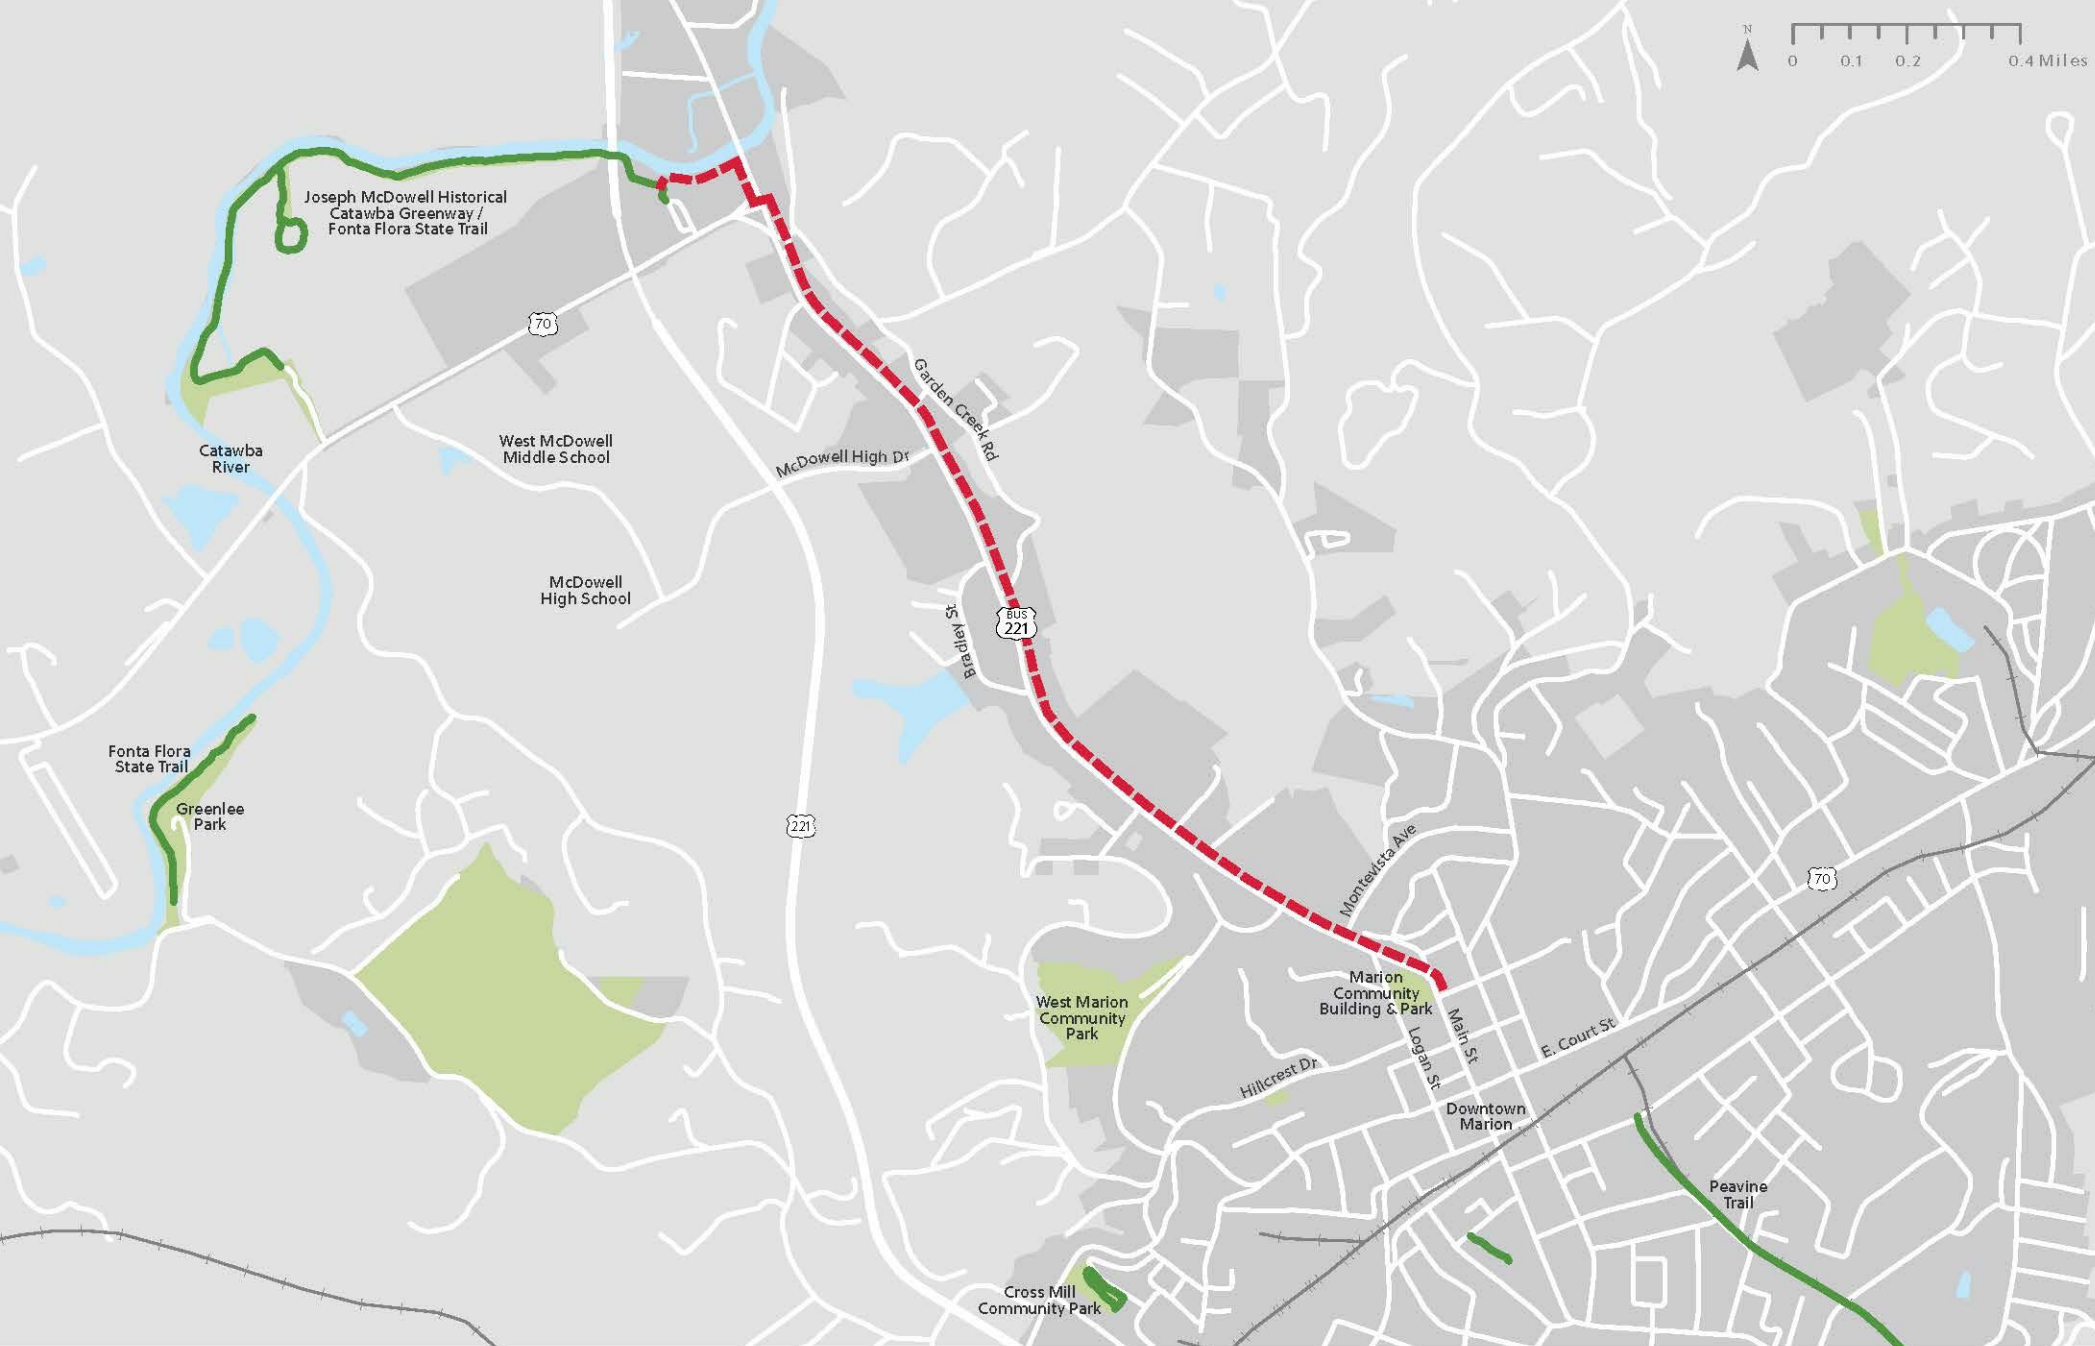 N
0 0.1 0.2 0.4 Miles
Joseph McDowell Historical
Catawba Greenway /
Fonta Flora State Trail
70
Garden Creek Rd
West McDowell
Middle School
McDowell High Dr
Catawba
River
McDowell
High School
BUS
221
Bradley St
Fonta Flora
State Trail
Greenlee
Park
221
Montevista Ave
70
Marion
Community
Building & Park
West Marion
Community
Park
Main St
Logan St
E. Court St
Hillcrest Dr
Downtown
Marion
Peavine
Trail
Cross Mill
Community Park